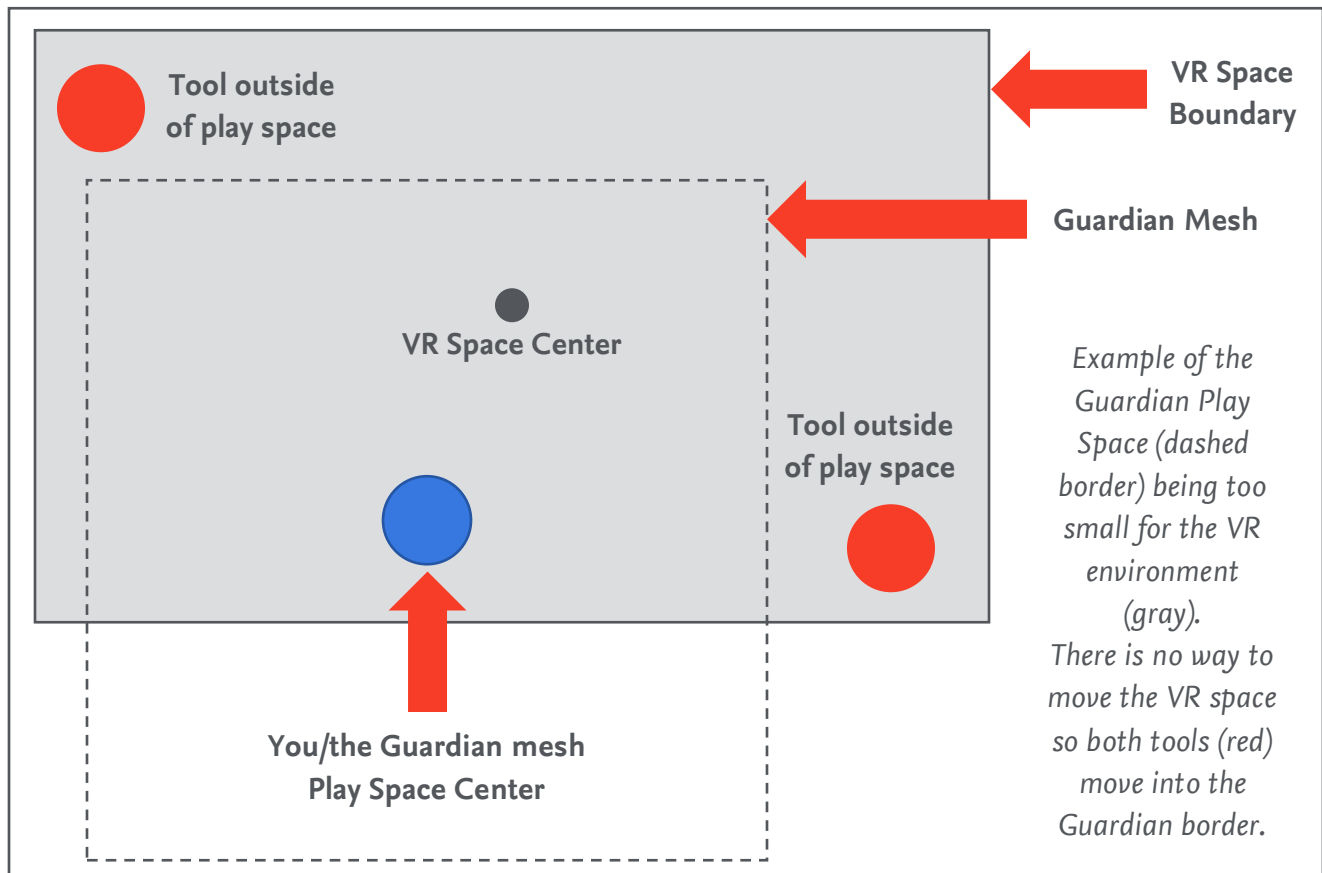 Tool outside
of play space
VR Space
Boundary
Guardian Mesh
VR Space Center
Tool outside
of play space
You/the Guardian mesh
Play Space Center
Example of the
Guardian Play
Space (dashed
border) being too
small for the VR
environment
(gray).
There is no way to
move the VR space
so both tools (red)
move into the
Guardian border.